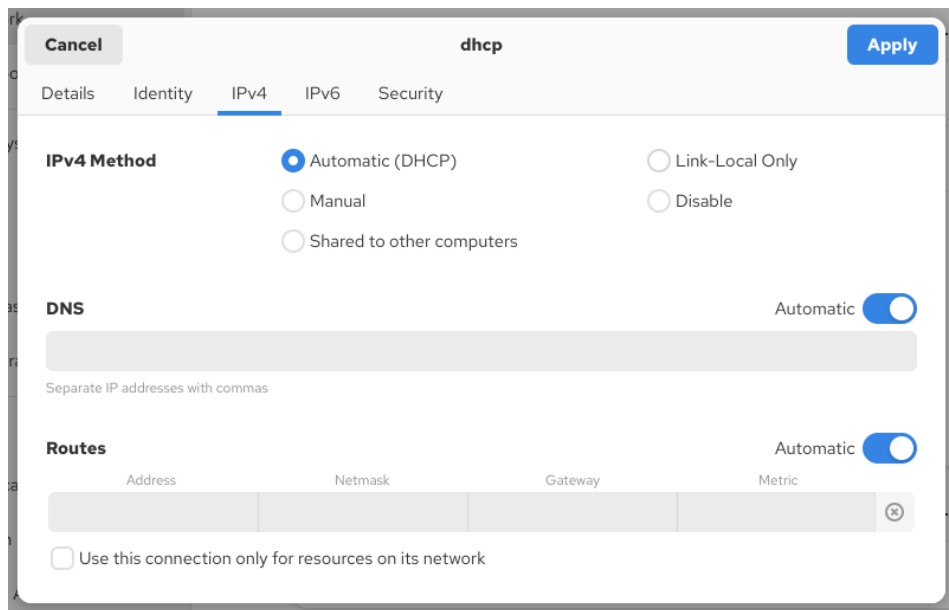 Cancel dhcp Apply
Details Identity IPv4 IPv6 Security
IPv4 Method Automatic (DHCP) Link-Local Only
Manual Disable
Shared to other computers
DNS Automatic
Separate IP addresses with commas
Routes Automatic
Address Netmask Gateway Metric
Use this connection only for resources on its network